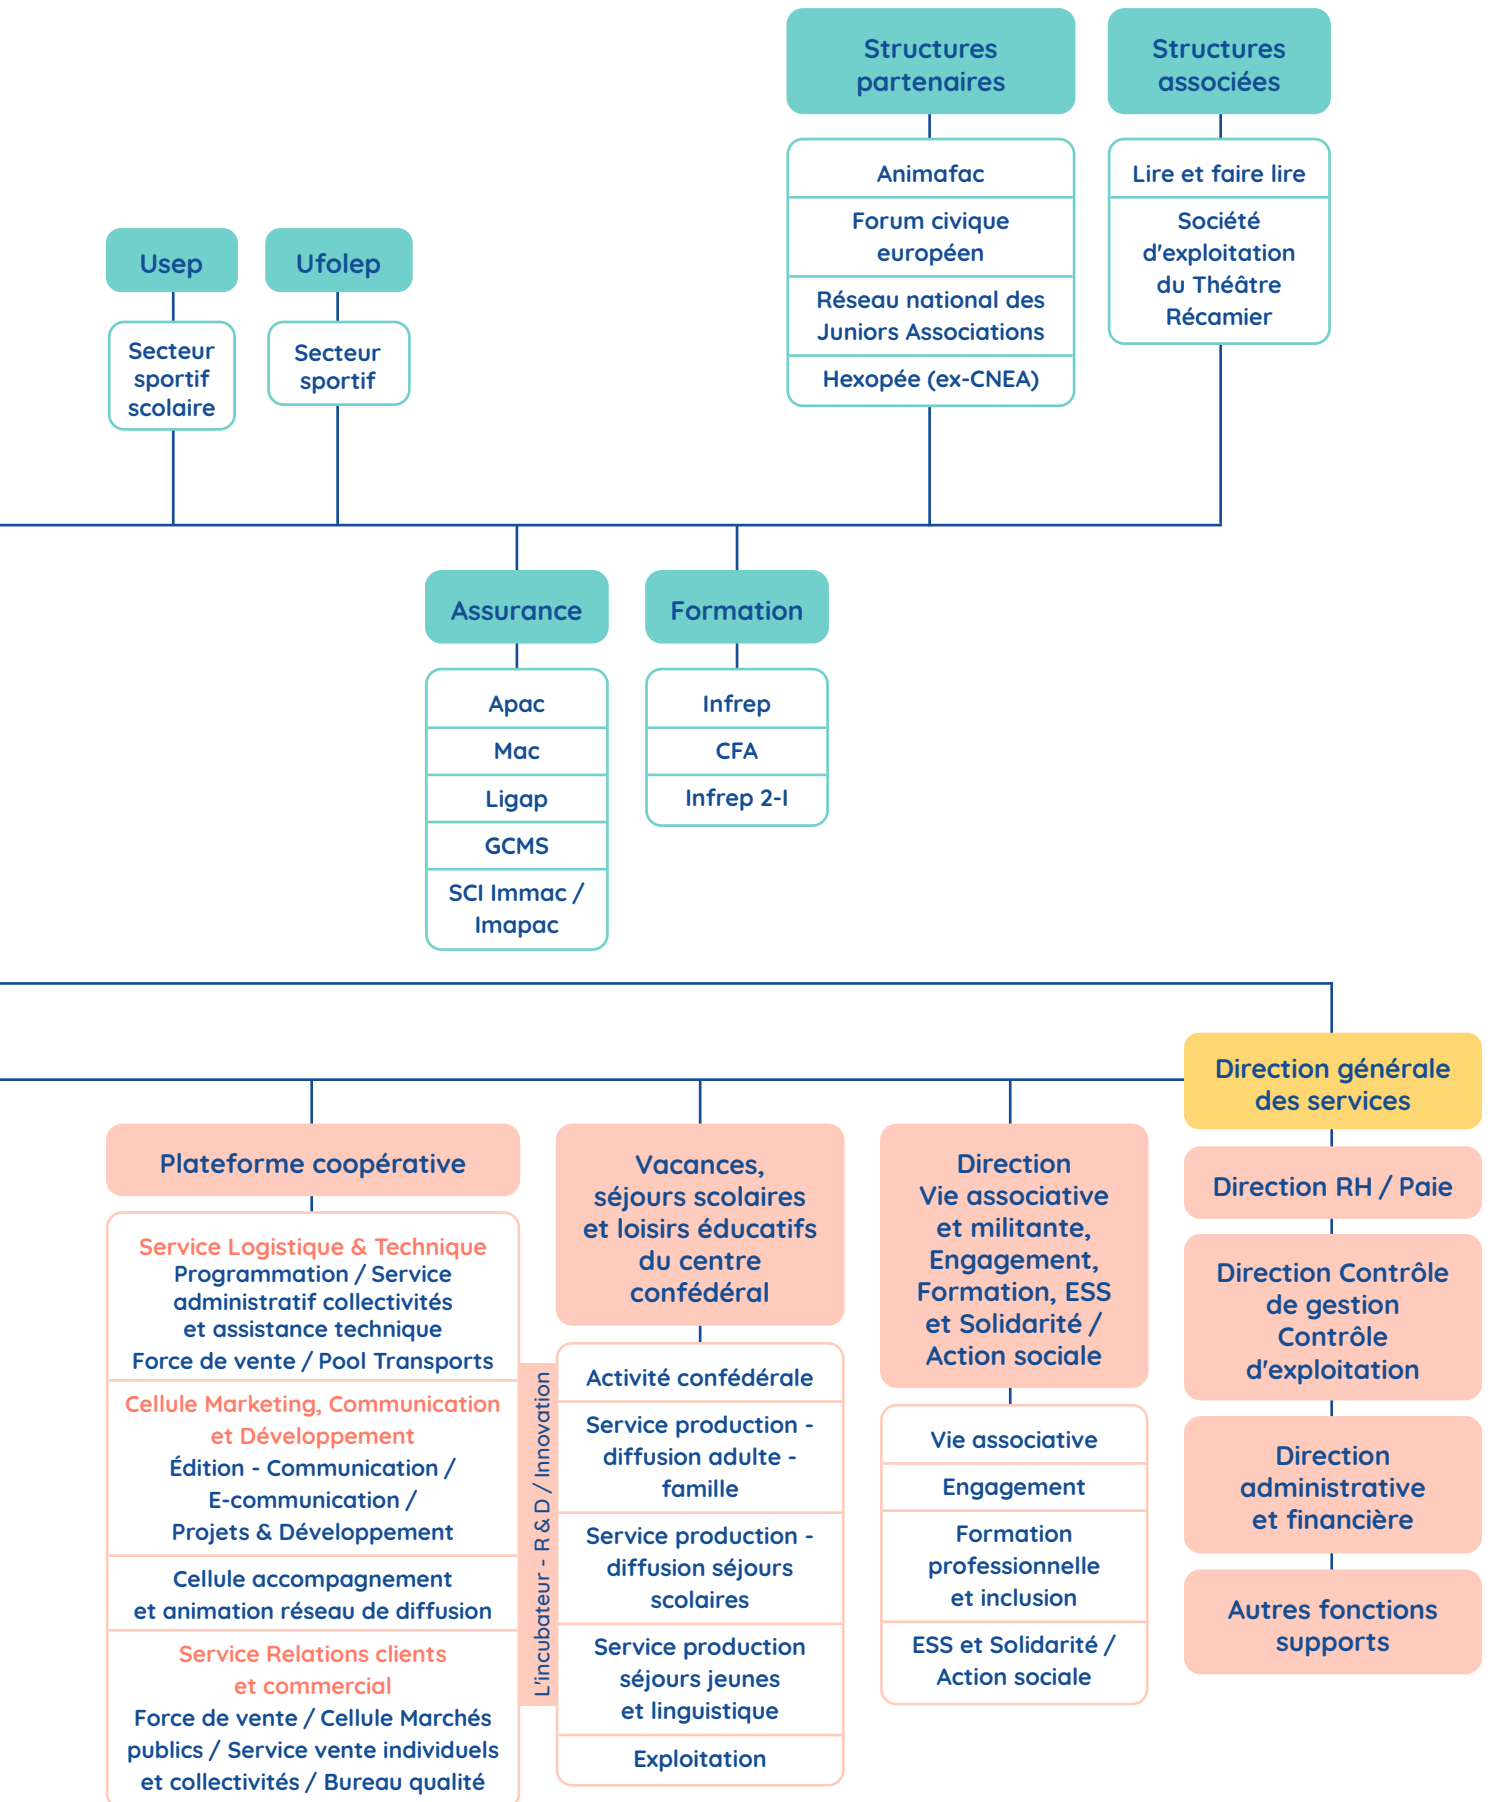 Structures
partenaires
Animafac
Forum civique
européen
Réseau national des
Juniors Associations
Hexopée (ex-CNEA)
Structures
associées
Lire et faire lire
Société
d'exploitation
du Théâtre
Récamier
Usep
Secteur
sportif
scolaire
Ufolep
Secteur
sportif
Assurance
Apac
Mac
Ligap
GCMS
SCI Immac /
Imapac
Formation
Infrep
CFA
Infrep 2-I
Direction générale
des services
Plateforme coopérative
Service Logistique & Technique
Programmation / Service
administratif collectivités
et assistance technique
Force de vente / Pool Transports
Cellule Marketing, Communication
et Développement
Édition - Communication /
E-communication /
Projets & Développement
Cellule accompagnement
et animation réseau de diffusion
Service Relations clients
et commercial
Force de vente / Cellule Marchés
publics / Service vente individuels
et collectivités / Bureau qualité
L'incubateur - R & D / Innovation
Vacances,
séjours scolaires
et loisirs éducatifs
du centre
confédéral
Activité confédérale
Service production -
diffusion adulte -
famille
Service production -
diffusion séjours
scolaires
Service production
séjours jeunes
et linguistique
Exploitation
Direction
Vie associative
et militante,
Engagement,
Formation, ESS
et Solidarité /
Action sociale
Vie associative
Engagement
Formation
professionnelle
et inclusion
ESS et Solidarité /
Action sociale
Direction RH / Paie
Direction Contrôle
de gestion
Contrôle
d'exploitation
Direction
administrative
et financière
Autres fonctions
supports